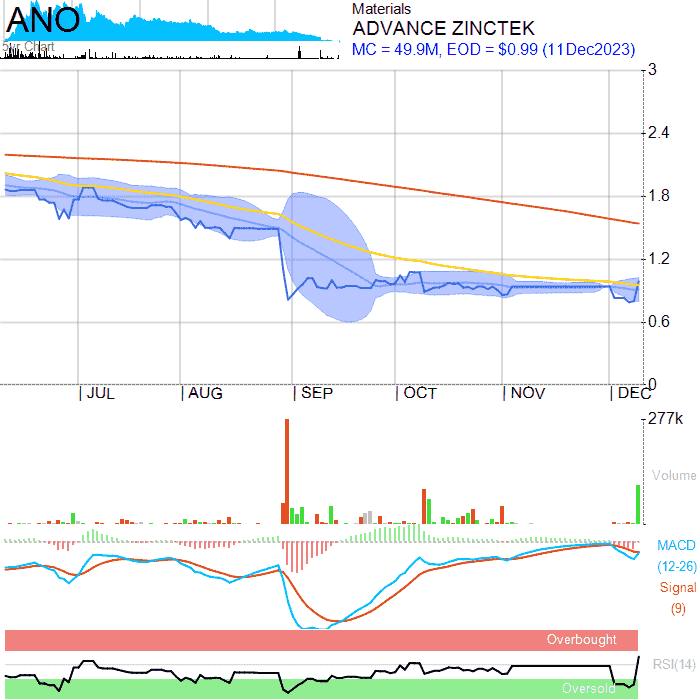 ANO
5yr Chart
Materials
ADVANCE ZINCTEK
MC = 49.9M, EOD = $0.99 (11Dec2023)
3
2.4
1.8
1.2
0.6
0
JUL
AUG
SEP
OCT
NOV
DEC
277k
Volume
MACD
(12-26)
Signal
(9)
Overbought
RSI(14)
Oversold